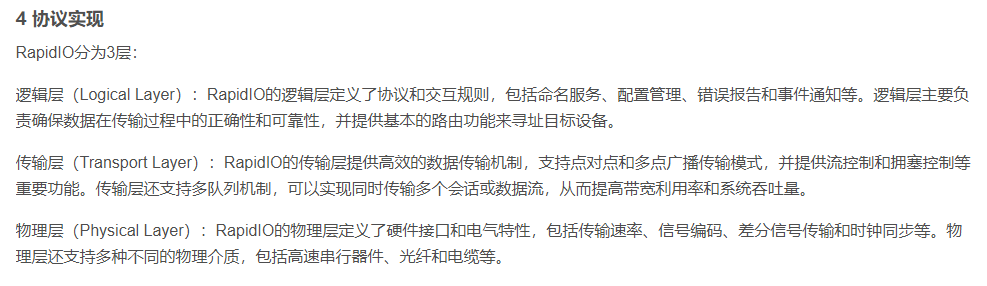 4 协议实现
RapidIO分为3层：
逻辑层（Logical Layer）：RapidIO的逻辑层定义了协议和交互规则，包括命名服务、配置管理、错误报告和事件通知等。逻辑层主要负
责确保数据在传输过程中的正确性和可靠性，并提供基本的路由功能来寻址目标设备。
传输层（Transport Layer）：RapidIO的传输层提供高效的数据传输机制，支持点对点和多点广播传输模式，并提供流控制和拥塞控制等
重要功能。传输层还支持多队列机制，可以实现同时传输多个会话或数据流，从而提高带宽利用率和系统吞吐量。
物理层（Physical Layer）：RapidIO的物理层定义了硬件接口和电气特性，包括传输速率、信号编码、差分信号传输和时钟同步等。物
理层还支持多种不同的物理介质，包括高速串行器件、光纤和电缆等。